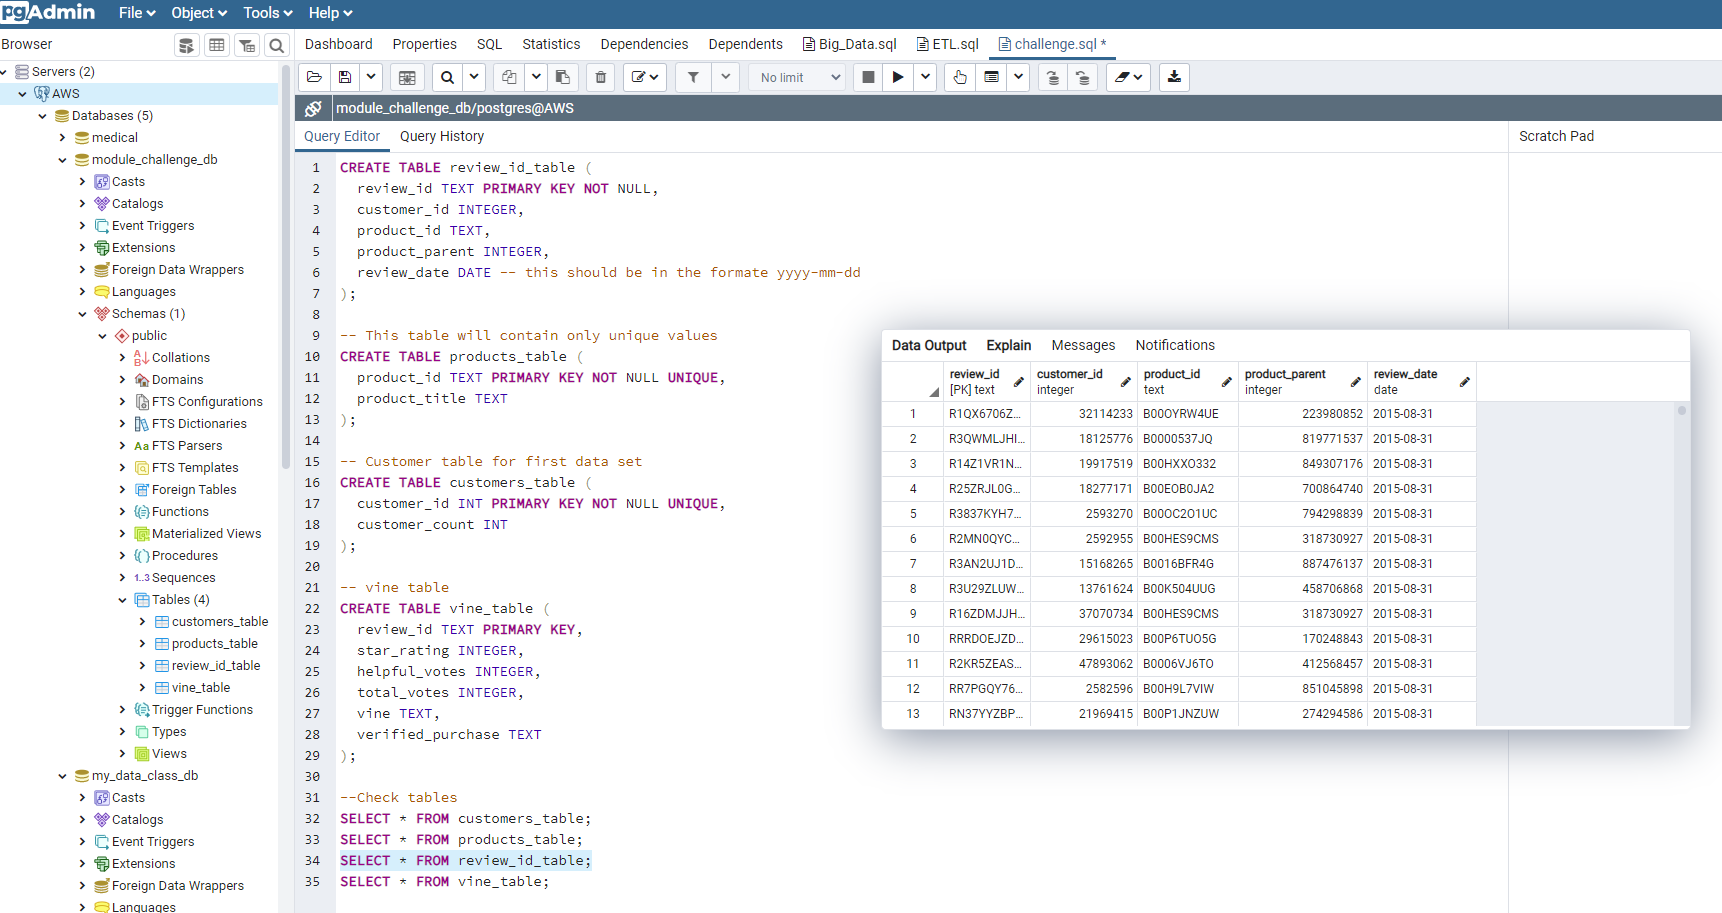 pgAdmin File Object Tools Help
Browser
Dashboard Properties SQL Statistics Dependencies Dependents Big_Data.sql ETL.sql challenge.sql *
No limit
module_challenge_db/postgres@AWS
Query Editor Query History
Scratch Pad
Servers (2)
AWS
Databases (5)
medical
module_challenge_db
Casts
Catalogs
Event Triggers
Extensions
Foreign Data Wrappers
Languages
Schemas (1)
public
Collations
Domains
FTS Configurations
FTS Dictionaries
Aa FTS Parsers
FTS Templates
Foreign Tables
Functions
Materialized Views
Procedures
1..3 Sequences
Tables (4)
customers_table
products_table
review_id_table
vine_table
Trigger Functions
Types
Views
my_data_class_db
Casts
Catalogs
Event Triggers
Extensions
Foreign Data Wrappers
Languages
1 CREATE TABLE review_id_table (
2 review_id TEXT PRIMARY KEY NOT NULL,
3 customer_id INTEGER,
4 product_id TEXT,
5 product_parent INTEGER,
6 review_date DATE -- this should be in the formate yyyy-mm-dd
7 );
8
9 -- This table will contain only unique values
10 CREATE TABLE products_table (
11 product_id TEXT PRIMARY KEY NOT NULL UNIQUE,
12 product_title TEXT
13 );
14
15 -- Customer table for first data set
16 CREATE TABLE customers_table (
17 customer_id INT PRIMARY KEY NOT NULL UNIQUE,
18 customer_count INT
19 );
20
21 -- vine table
22 CREATE TABLE vine_table (
23 review_id TEXT PRIMARY KEY,
24 star_rating INTEGER,
25 helpful_votes INTEGER,
26 total_votes INTEGER,
27 vine TEXT,
28 verified_purchase TEXT
29 );
30
31 --Check tables
32 SELECT * FROM customers_table;
33 SELECT * FROM products_table;
34 SELECT * FROM review_id_table;
35 SELECT * FROM vine_table;
Data Output Explain Messages Notifications
review_id customer_id product_id product_parent review_date
[PK] text integer text integer date
1 R1QX6706Z... 32114233 B00OYRW4UE 223980852 2015-08-31
2 R3QWMLJHI... 18125776 B0000537JQ 819771537 2015-08-31
3 R14Z1VR1N... 19917519 B00HXXO332 849307176 2015-08-31
4 R25ZRJL0G... 18277171 B00EOB0JA2 700864740 2015-08-31
5 R3837KYH7... 2593270 B00OC2O1UC 794298839 2015-08-31
6 R2MN0QYC... 2592955 B00HES9CMS 318730927 2015-08-31
7 R3AN2UJ1D... 15168265 B0016BFR4G 887476137 2015-08-31
8 R3U29ZLUW... 13761624 B00K504UUG 458706868 2015-08-31
9 R16ZDMJJH... 37070734 B00HES9CMS 318730927 2015-08-31
10 RRRDOEJZD... 29615023 B00P6TUO5G 170248843 2015-08-31
11 R2KR5ZEAS... 47893062 B0006VJ6TO 412568457 2015-08-31
12 RR7PGQY76... 2582596 B00H9L7VIW 851045898 2015-08-31
13 RN37YYZBP... 21969415 B00P1JNZUW 274294586 2015-08-31